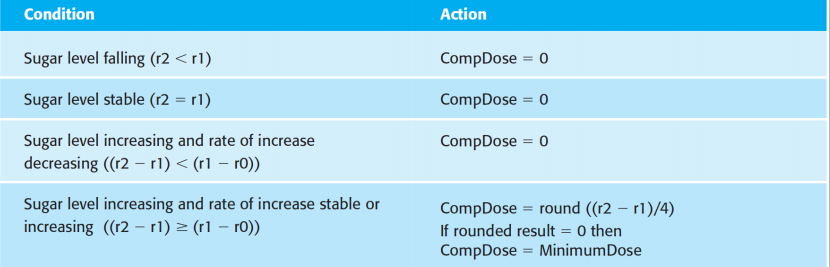 Condition Action
Sugar level falling (r2 < r1) CompDose = 0
Sugar level stable (r2 = r1) CompDose = 0
Sugar level increasing and rate of increase CompDose = 0
decreasing ((r2 − r1) < (r1 − r0))
Sugar level increasing and rate of increase stable or
increasing ((r2 − r1) ≥ (r1 − r0))
CompDose = round ((r2 − r1)/4)
If rounded result = 0 then
CompDose = MinimumDose